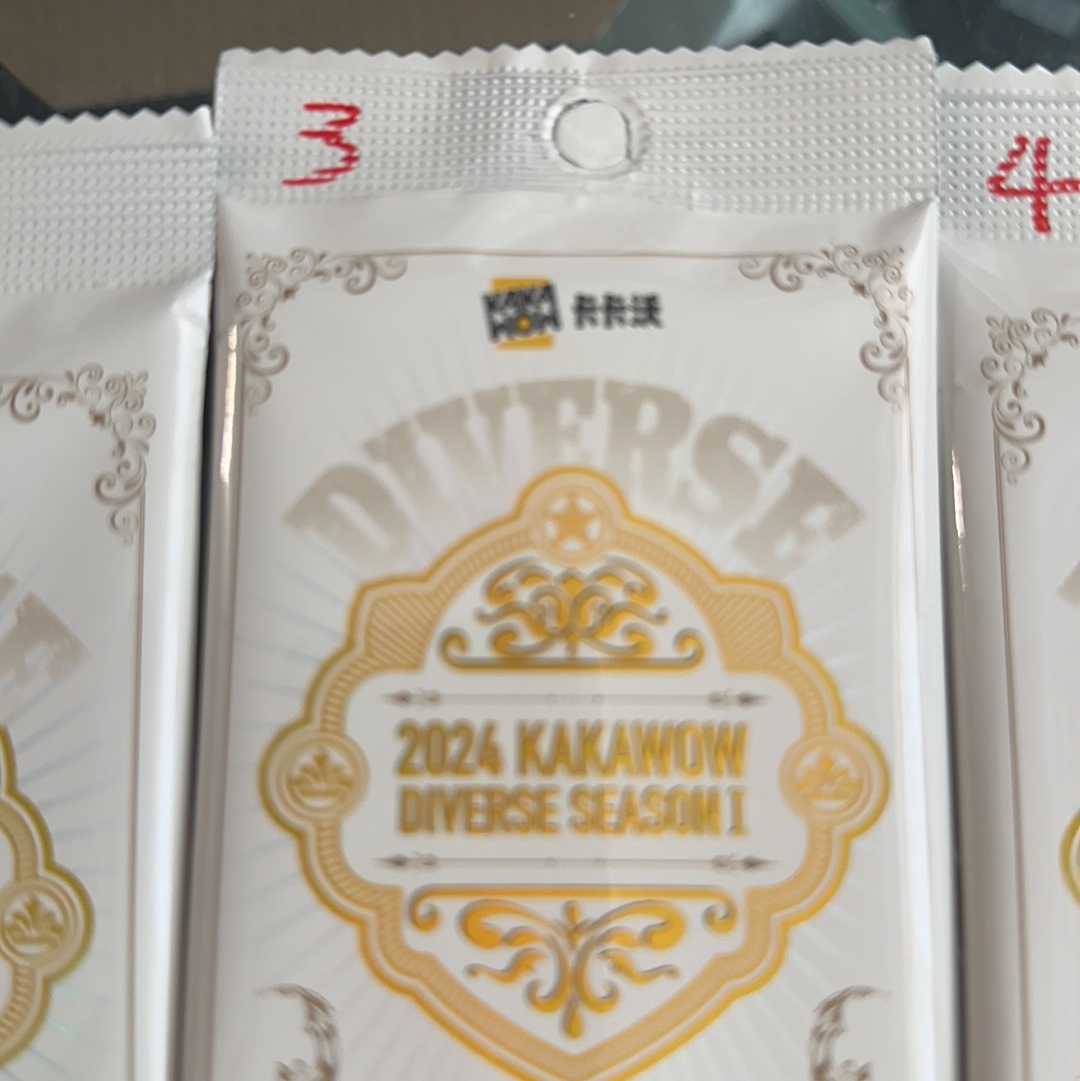 3
4
KAKA
WOW
卡卡沃
DIVERSE
E
2024 KAKAWOW
DIVERSE SEASON I